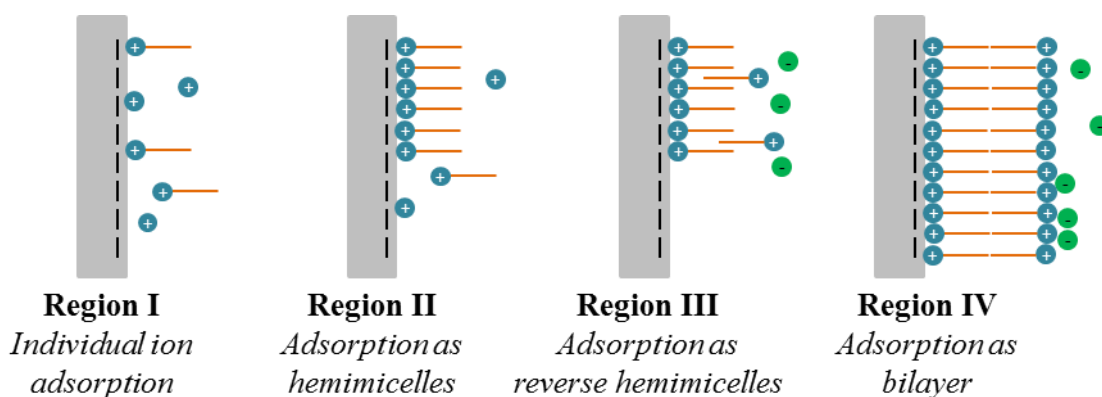 Region I
Individual ion
adsorption
Region II
Adsorption as
hemimicelles
Region III
Adsorption as
reverse hemimicelles
Region IV
Adsorption as
bilayer